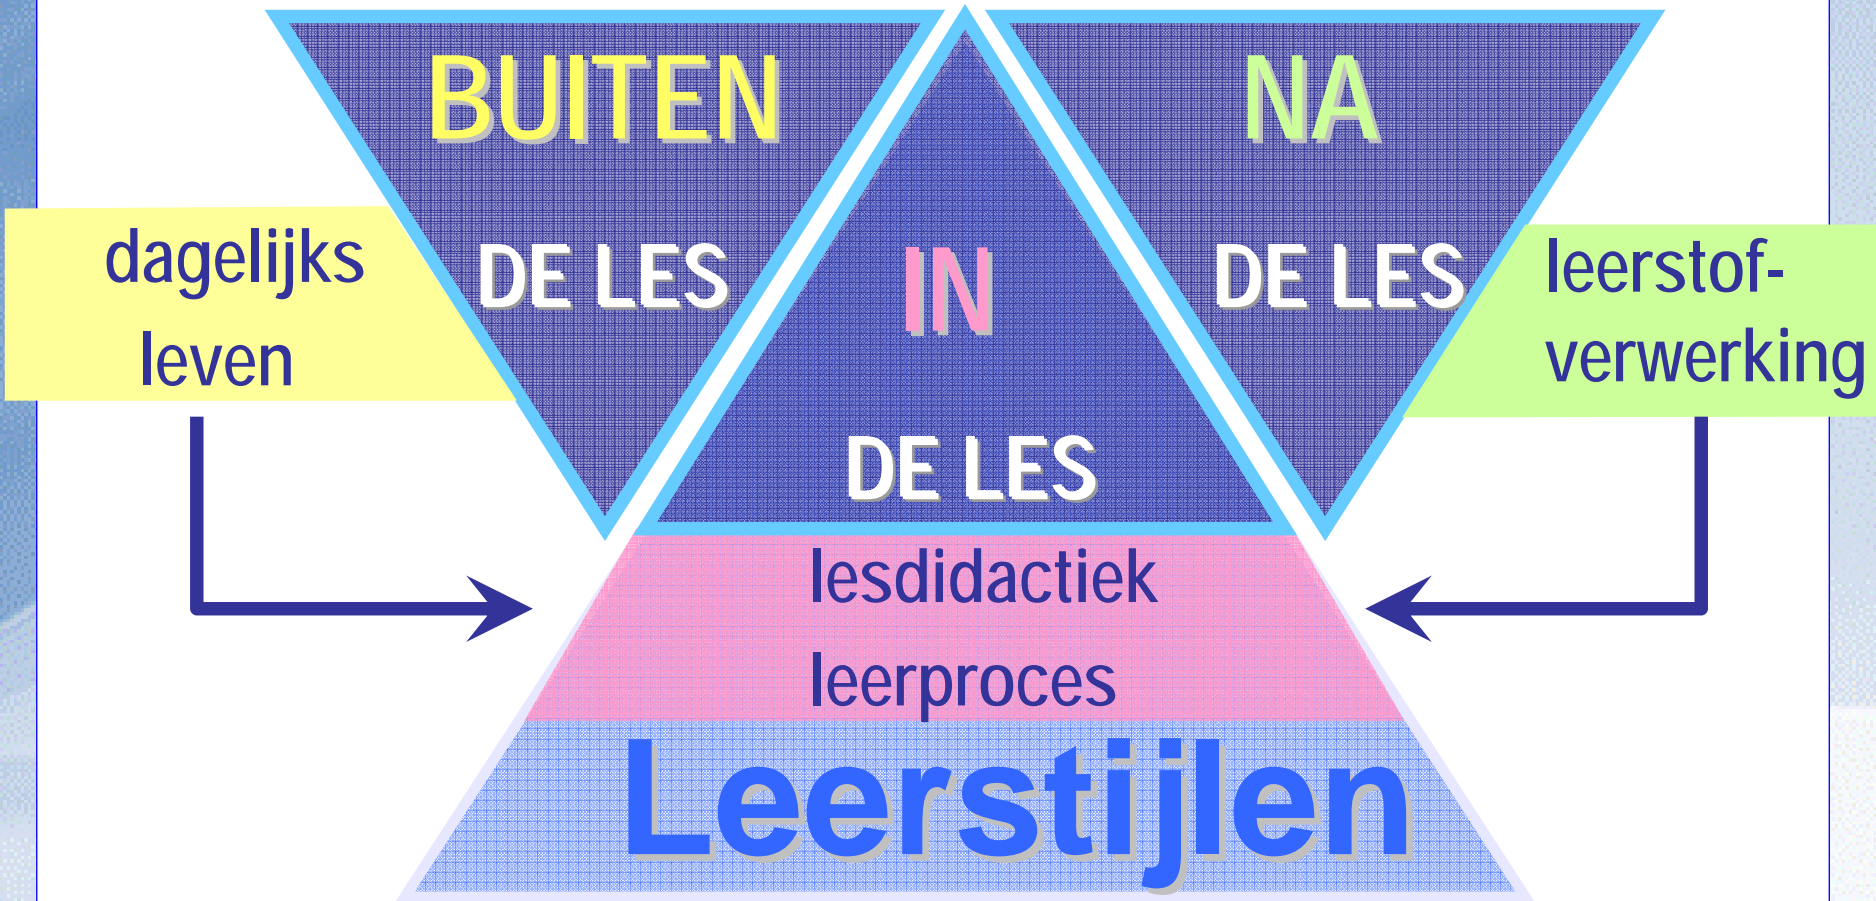 BUITEN
DE LES
dagelijks
leven
IN
DE LES
NA
DE LES
leerstof-
verwerking
lesdidactiek
leerproces
Leerstijlen